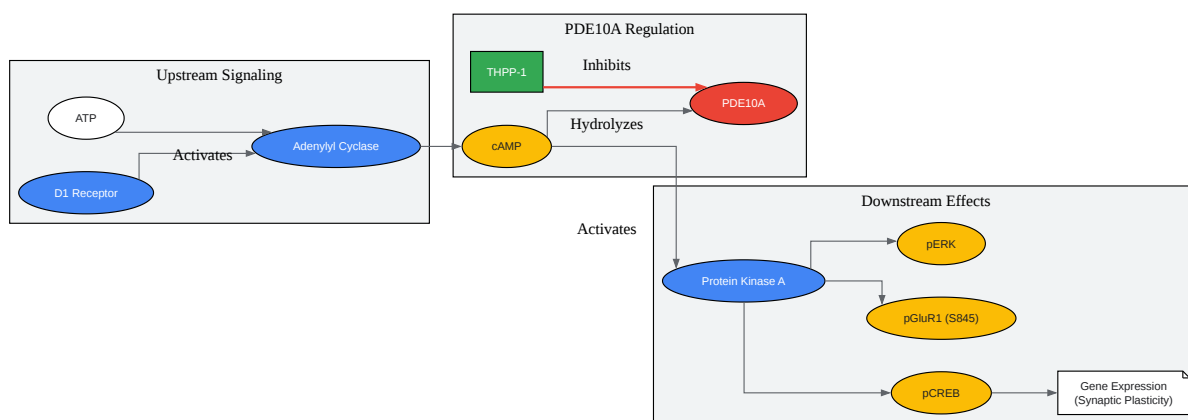 PDE10A Regulation
THPP-1
Inhibits
PDE10A
Hydrolyzes
cAMP
Upstream Signaling
ATP
Adenylyl Cyclase
Activates
D1 Receptor
Activates
Downstream Effects
pERK
Protein Kinase A
pGluR1 (S845)
pCREB
Gene Expression
(Synaptic Plasticity)